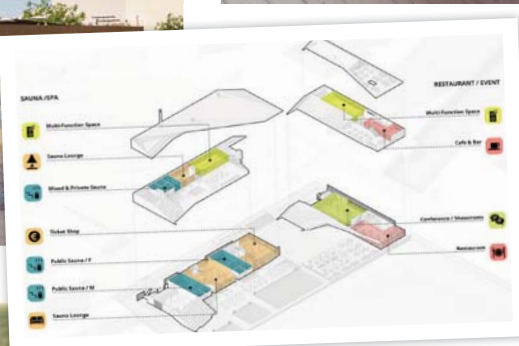 SAUNA/SPA
Multi-Function Space
Sauna Lounge
Mixed & Private Sauna
Ticket Shop
Public Sauna / F
Public Sauna / M
Sauna Lounge
RESTAURANT / EVENT
Multi-Function Space
Cafe & Bar
Conference / Showroom
Restaurant